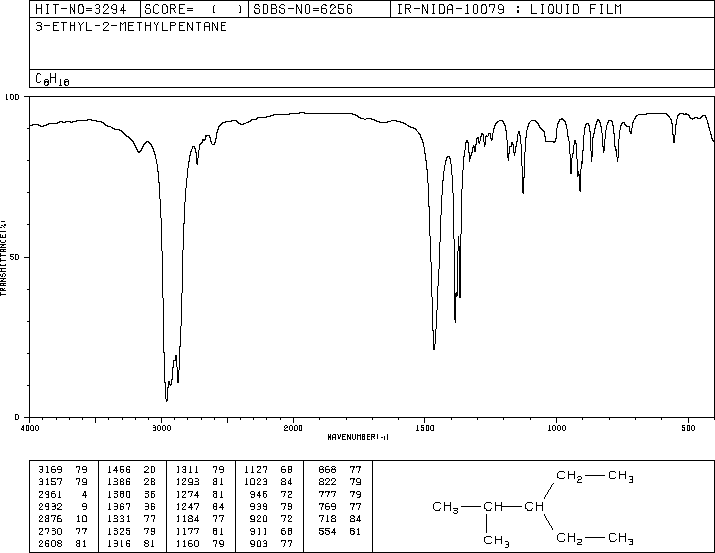 HIT-NO=3294 SCORE= ( ) SDBS-NO=6256 IR-NIDA-10079 : LIQUID FILM
3-ETHYL-2-METHYLPENTANE
C8H18
100
50
0
TRANSMITTANCE(%)
4000 3000 2000 1500 1000 500
WAVENUMBER(-1)
3169 79 1466 20 1311 79 1127 68 868 77
3157 79 1386 28 1293 81 1023 84 822 79
2961 4 1380 36 1274 81 946 72 777 79
2932 9 1367 36 1247 84 939 79 769 77
2876 10 1331 77 1184 77 920 72 718 84
2730 77 1325 79 1177 81 911 68 554 81
2608 81 1316 81 1160 79 903 77
CH2 CH3
CH3 CH CH
CH3 CH2 CH3